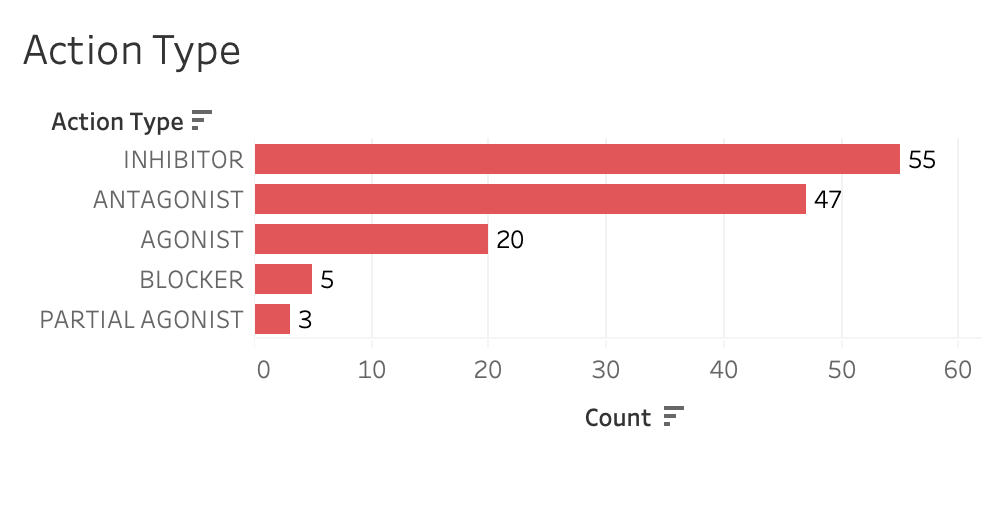 Action Type
Action Type
INHIBITOR 55
ANTAGONIST 47
AGONIST 20
BLOCKER 5
PARTIAL AGONIST 3
0 10 20 30 40 50 60
Count